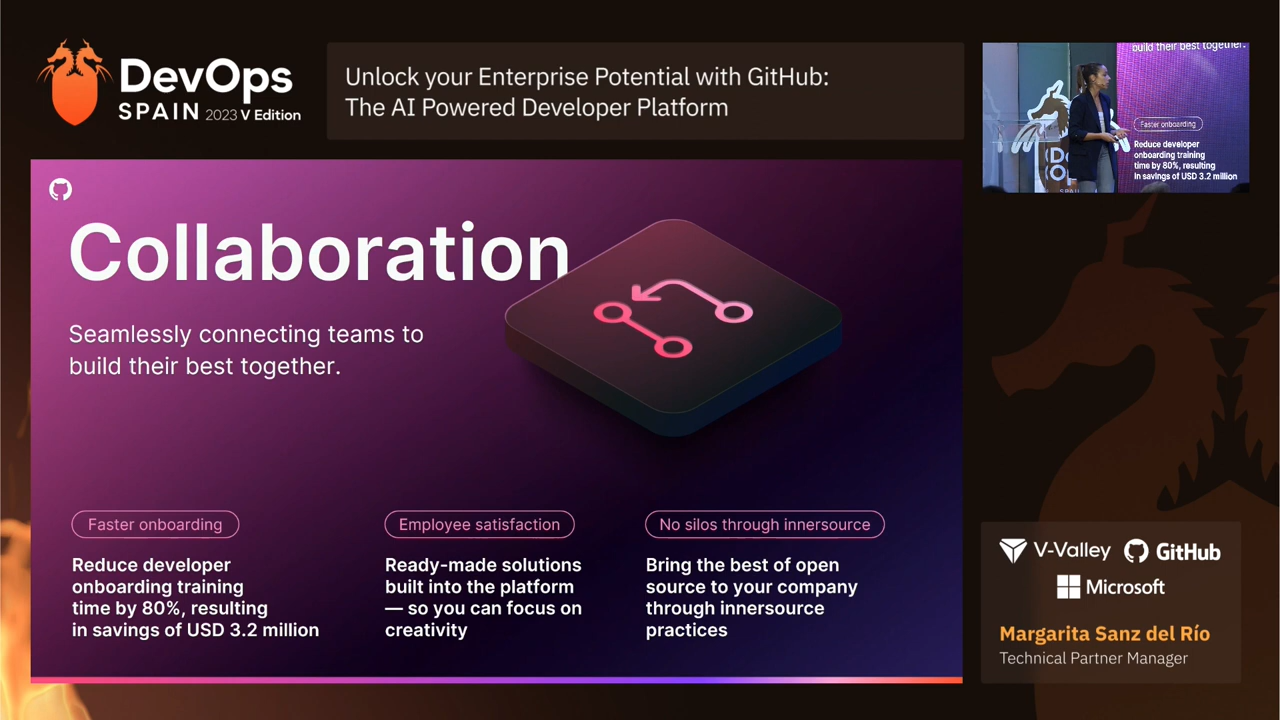 DevOps
SPAIN 2023 V Edition
Unlock your Enterprise Potential with GitHub:
The AI Powered Developer Platform
build their best together.
Faster onboarding
Reduce developer
onboarding training
time by 80%, resulting
in savings of USD 3.2 million
Collaboration
Seamlessly connecting teams to
build their best together.
Faster onboarding
Reduce developer
onboarding training
time by 80%, resulting
in savings of USD 3.2 million
Employee satisfaction
Ready-made solutions
built into the platform
— so you can focus on
creativity
No silos through innersource
Bring the best of open
source to your company
through innersource
practices
V-Valley GitHub
Microsoft
Margarita Sanz del Río
Technical Partner Manager